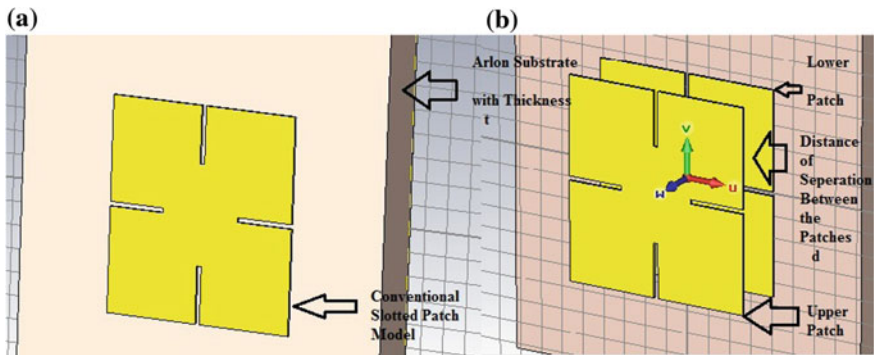 (a)
Arlon Substrate
with Thickness
t
Conventional
Slotted Patch
Model
(b)
Lower
Patch
Distance
of
Seperation
Between
the
Patches
d
Upper
Patch
v
u
w